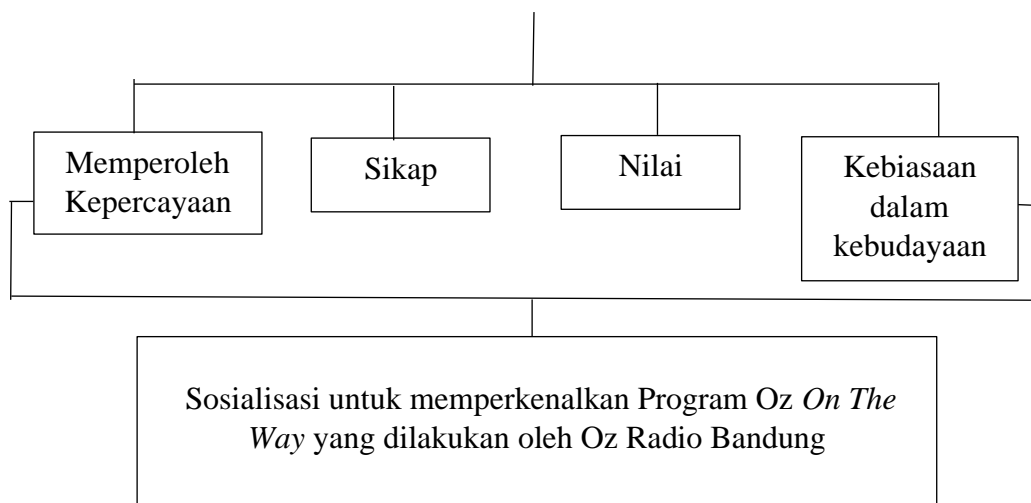 Memperoleh
Kepercayaan
Sikap
Nilai
Kebiasaan
dalam
kebudayaan
Sosialisasi untuk memperkenalkan Program Oz On The
Way yang dilakukan oleh Oz Radio Bandung